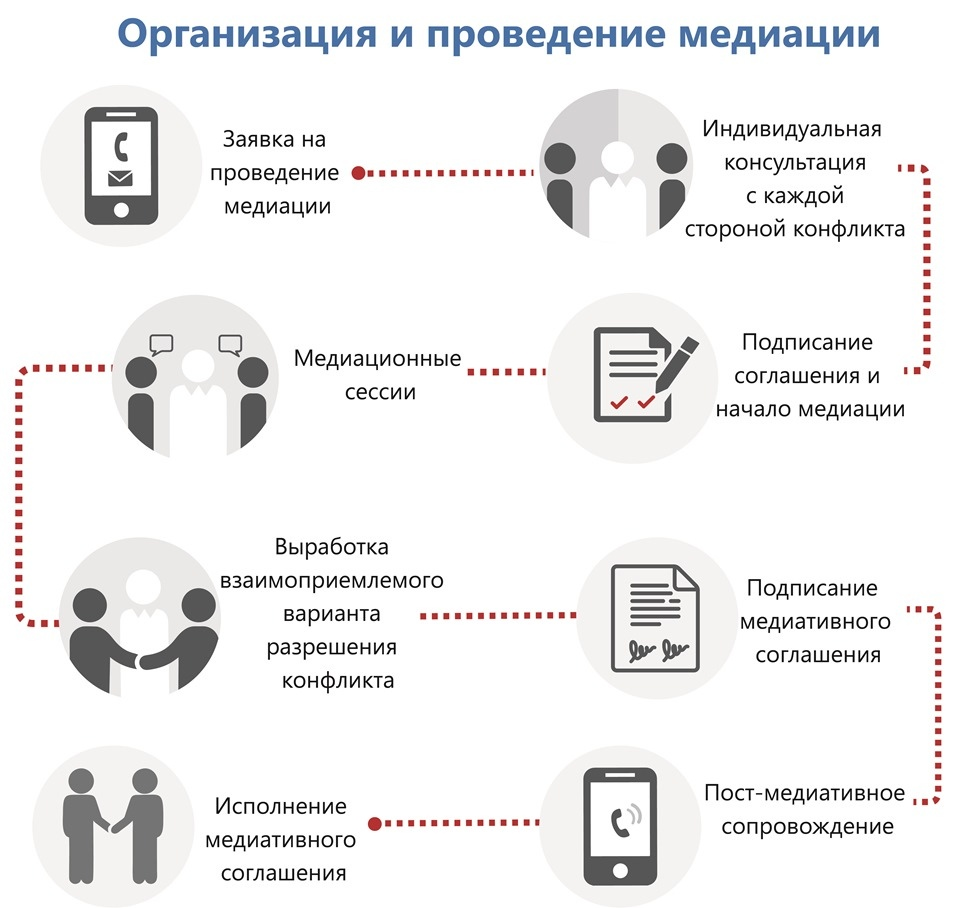 Организация и проведение медиации
Заявка на
проведение
медиации
Индивидуальная
консультация
с каждой
стороной конфликта
Подписание
соглашения и
начало медиации
Медиационные
сессии
Выработка
взаимоприемлемого
варианта
разрешения
конфликта
Подписание
медиативного
соглашения
Пост-медиативное
сопровождение
Исполнение
медиативного
соглашения